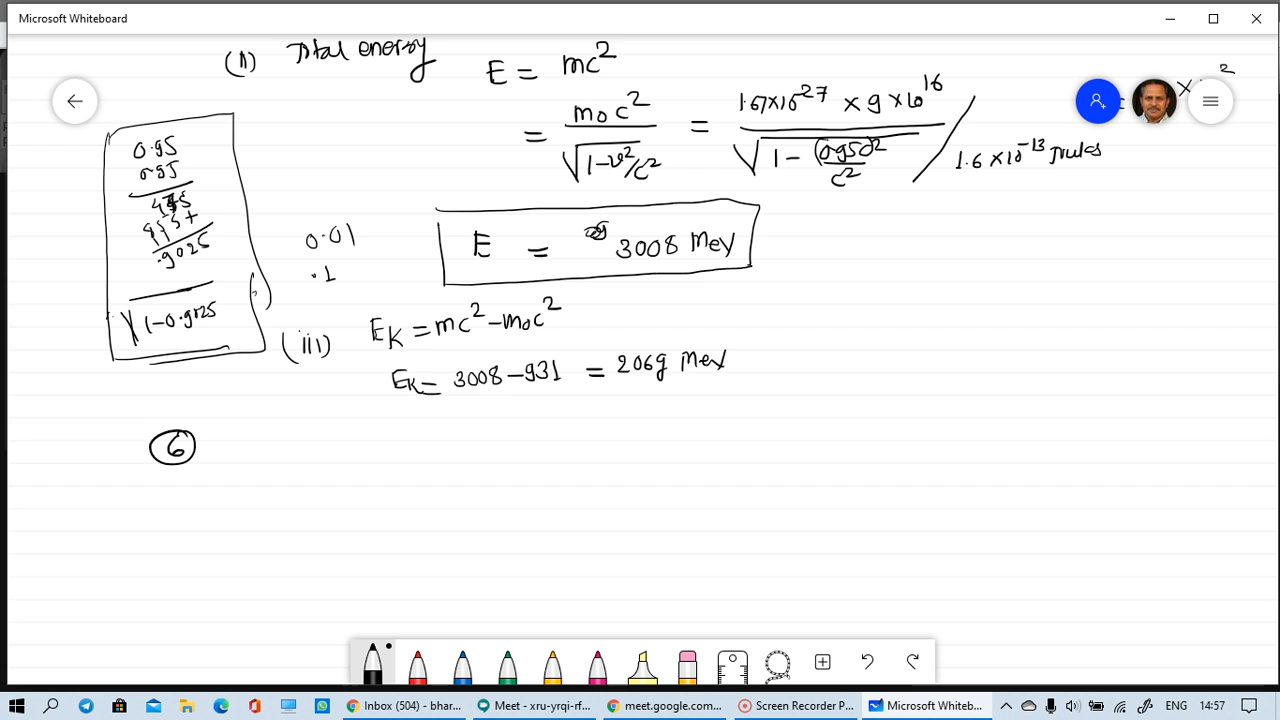 Microsoft Whiteboard
(ii) Total energy E = mc²
= m₀c² / √1-v²/c² = 1.67×10⁻²⁷ × 9 × 10¹⁶ / √1 - (0.95c)²/c² / 1.6 × 10⁻¹³ joules
0.95
0.95
475
855+
.9025
√1-0.9025
0.01
.1
E = 3008 Mev
(iii) EK = mc² - m₀c²
EK = 3008 - 931 = 2069 Mev
6
Inbox (504) - bhar...
Meet - xru-yrqi-rf...
meet.google.com...
Screen Recorder P...
Microsoft Whiteb...
ENG
14:57